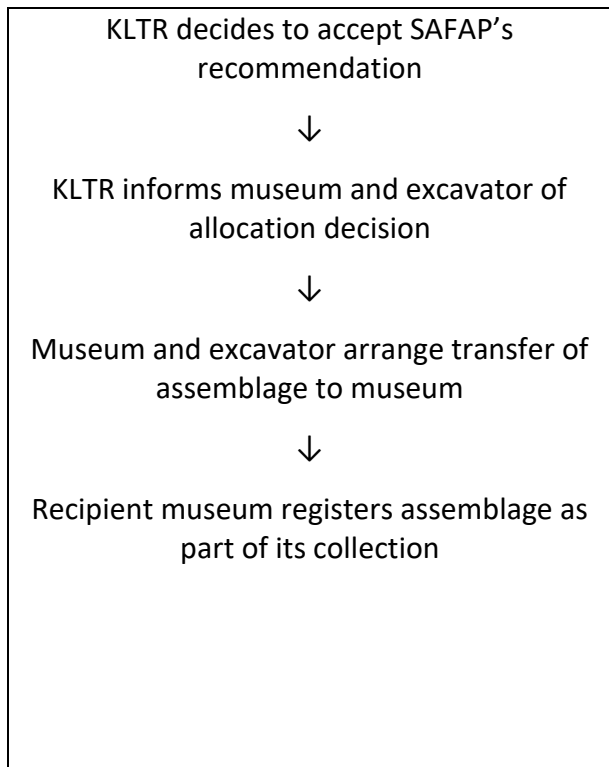 KLTR decides to accept SAFAP’s
recommendation
↓
KLTR informs museum and excavator of
allocation decision
↓
Museum and excavator arrange transfer of
assemblage to museum
↓
Recipient museum registers assemblage as
part of its collection